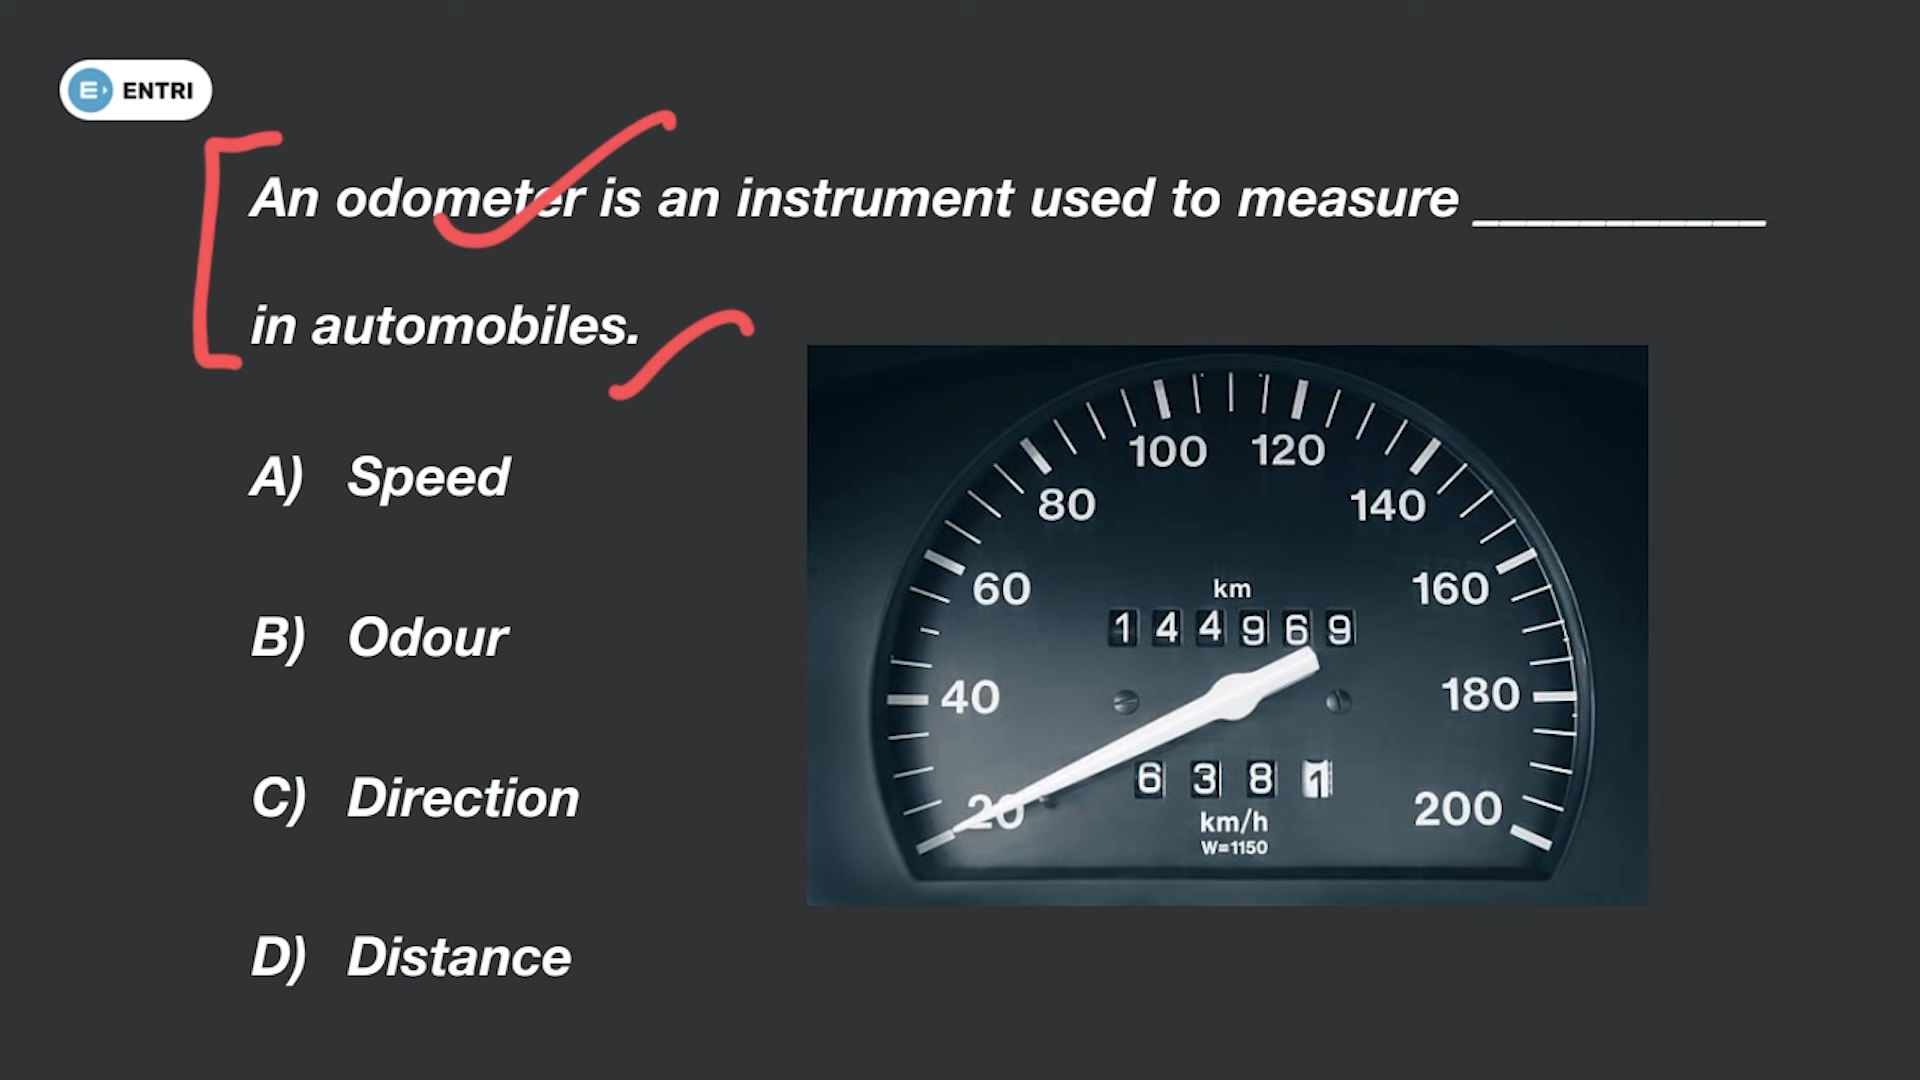 ENTRI
An odometer is an instrument used to measure ___________
in automobiles.
A) Speed
B) Odour
C) Direction
D) Distance
100 120
80 140
60 160
km
1 4 4 9 6 9
40 180
6 3 8 1
20 200
km/h
W=1150